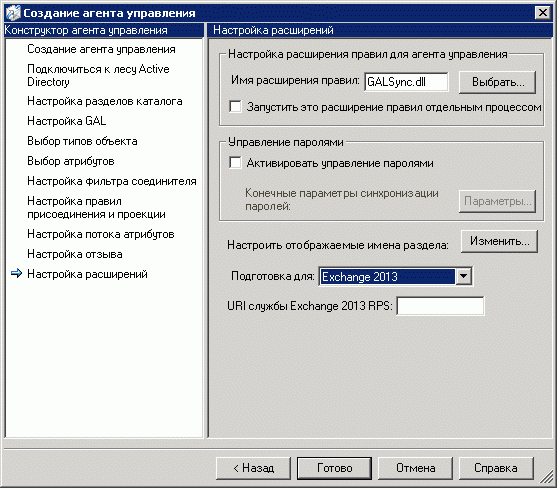 Создание агента управления
Конструктор агента управления
Настройка расширений
Создание агента управления
Подключиться к лесу Active
Directory
Настройка разделов каталога
Настройка GAL
Выбор типов объекта
Выбор атрибутов
Настройка фильтра соединителя
Настройка правил
присоединения и проекции
Настройка потока атрибутов
Настройка отзыва
Настройка расширений
Настройка расширения правил для агента управления
Имя расширения правил: GALSync.dll Выбрать...
Запустить это расширение правил отдельным процессом
Управление паролями
Активировать управление паролями
Конечные параметры синхронизации
паролей: Параметры...
Настроить отображаемые имена раздела: Изменить...
Подготовка для: Exchange 2013
URI службы Exchange 2013 RPS:
< Назад Готово Отмена Справка